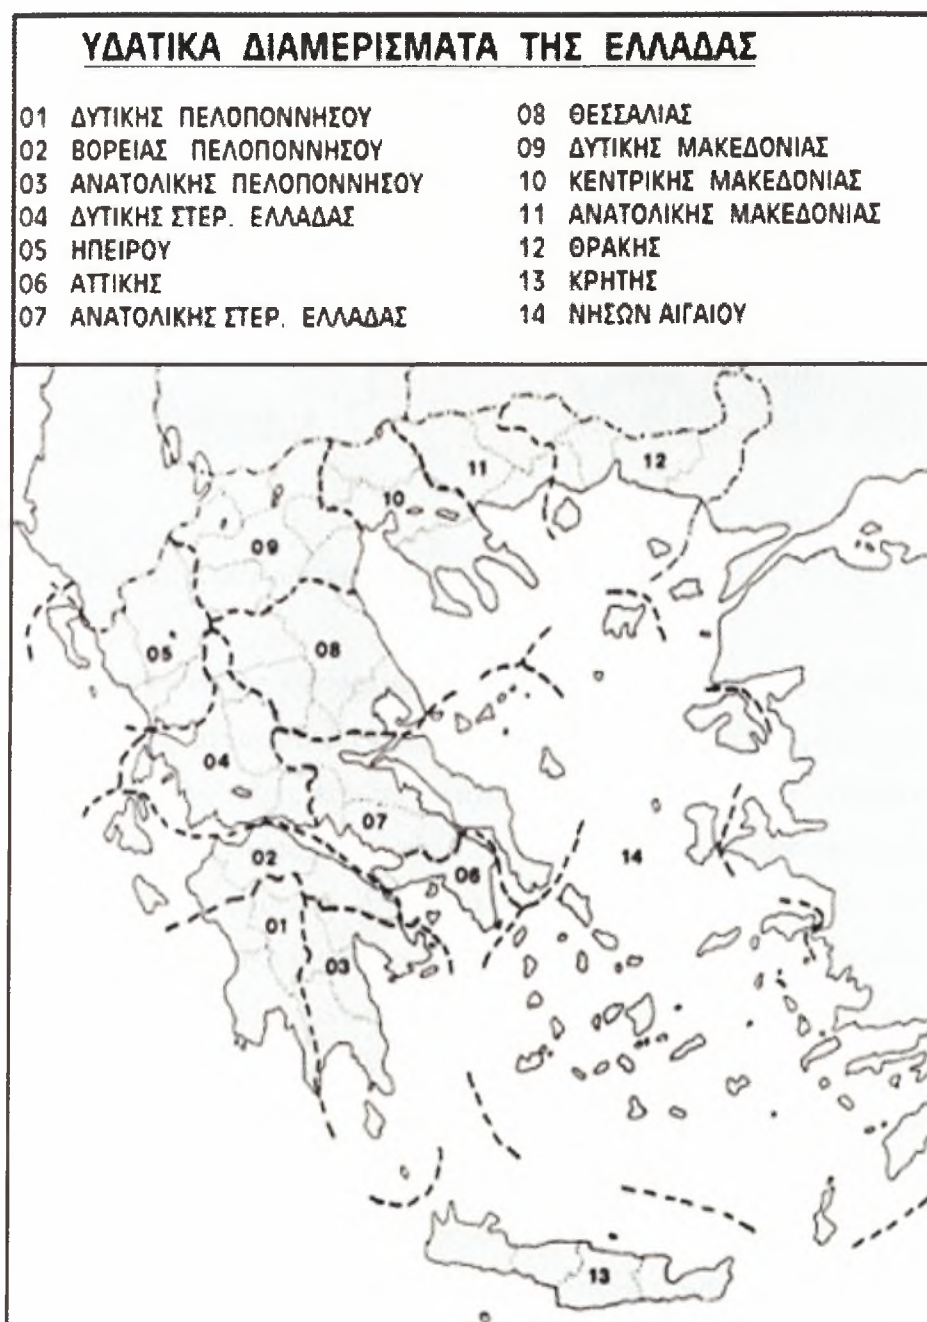 ΥΔΑΤΙΚΑ ΔΙΑΜΕΡΙΣΜΑΤΑ ΤΗΣ ΕΛΛΑΔΑΣ
01 ΔΥΤΙΚΗΣ ΠΕΛΟΠΟΝΝΗΣΟΥ
02 ΒΟΡΕΙΑΣ ΠΕΛΟΠΟΝΝΗΣΟΥ
03 ΑΝΑΤΟΛΙΚΗΣ ΠΕΛΟΠΟΝΝΗΣΟΥ
04 ΔΥΤΙΚΗΣ ΣΤΕΡ. ΕΛΛΑΔΑΣ
05 ΗΠΕΙΡΟΥ
06 ΑΤΤΙΚΗΣ
07 ΑΝΑΤΟΛΙΚΗΣ ΣΤΕΡ. ΕΛΛΑΔΑΣ
08 ΘΕΣΣΑΛΙΑΣ
09 ΔΥΤΙΚΗΣ ΜΑΚΕΔΟΝΙΑΣ
10 ΚΕΝΤΡΙΚΗΣ ΜΑΚΕΔΟΝΙΑΣ
11 ΑΝΑΤΟΛΙΚΗΣ ΜΑΚΕΔΟΝΙΑΣ
12 ΘΡΑΚΗΣ
13 ΚΡΗΤΗΣ
14 ΝΗΣΩΝ ΑΙΓΑΙΟΥ
12
11
10
09
05
08
04
07
02
06
14
01
03
13